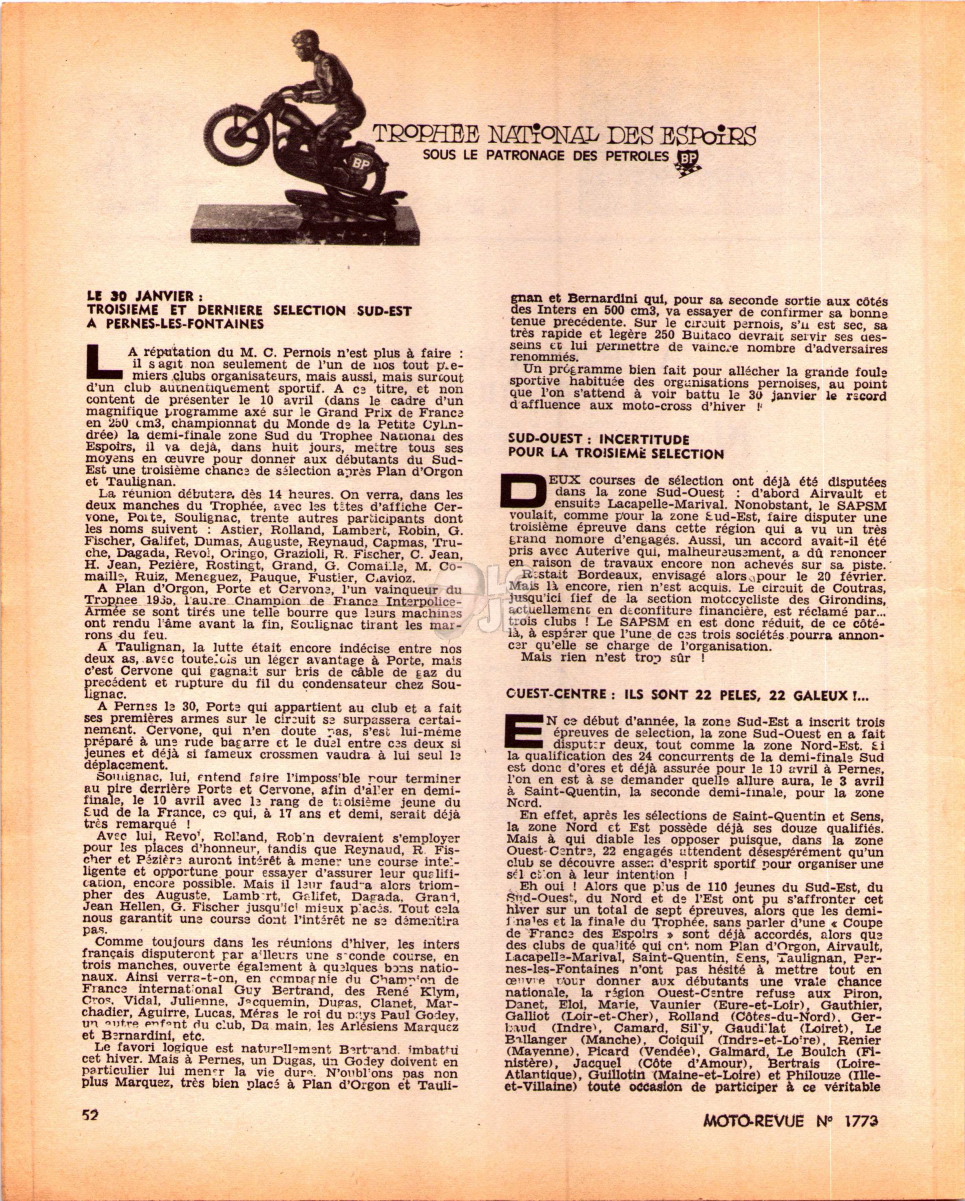 TROPHEE NATIONAL DES ESPOIRS
SOUS LE PATRONAGE DES PETROLES BP
BP
LE 30 JANVIER :
TROISIEME ET DERNIERE SELECTION SUD-EST
A PERNES-LES-FONTAINES
LA réputation du M. C. Pernois n'est plus à faire :
il s'agit non seulement de l'un de nos tout pre-
miers clubs organisateurs, mais aussi, mais surtout
d'un club authentiquement sportif. A ce titre, et non
content de présenter le 10 avril (dans le cadre d'un
magnifique programme axé sur le Grand Prix de France
en 250 cm3, championnat du Monde de la Petite Cylin-
drée) la demi-finale zone Sud du Trophee National des
Espoirs, il va dejà, dans huit jours, mettre tous ses
moyens en œuvre pour donner aux débutants du Sud-
Est une troisième chance de sélection après Plan d'Orgon
et Taulignan.
La réunion débutera, dès 14 heures. On verra, dans les
deux manches du Trophée, avec les têtes d'affiche Cer-
vone, Porte, Soulignac, trente autres participants dont
les noms suivent : Astier, Rolland, Lambert, Robin, G.
Fischer, Galifet, Dumas, Auguste, Reynaud, Capmas, Tru-
che, Dagada, Revol, Oringo, Grazioli, R. Fischer, C. Jean,
H. Jean, Pezière, Rostingt, Grand, G. Comaille, M. Co-
maille, Ruiz, Meneguez, Pauque, Fustier, Clavioz.
A Plan d'Orgon, Porte et Cervone, l'un vainqueur du
Trophee 1965, l'autre Champion de France Interpolice-
Armée se sont tirés une telle bourre que leurs machines
ont rendu l'âme avant la fin, Soulignac tirant les mar-
rons du feu.
A Taulignan, la lutte était encore indécise entre nos
deux as, avec toutefois un léger avantage à Porte, mais
c'est Cervone qui gagnait sur bris de câble de gaz du
precédent et rupture du fil du condensateur chez Sou-
lignac.
A Pernes le 30, Porte qui appartient au club et a fait
ses premières armes sur le circuit se surpassera certai-
nement. Cervone, qui n'en doute pas, s'est lui-même
préparé à une rude bagarre et le duel entre ces deux si
jeunes et déjà si fameux crossmen vaudra à lui seul le
déplacement.
Soulignac, lui, entend faire l'impossible pour terminer
au pire derrière Porte et Cervone, afin d'aller en demi-
finale, le 10 avril avec le rang de troisième jeune du
Sud de la France, ce qui, à 17 ans et demi, serait déjà
très remarqué !
Avec lui, Revol, Rolland, Robin devraient s'employer
pour les places d'honneur, tandis que Reynaud, R. Fis-
cher et Pézière auront intérêt à mener une course intel-
ligente et opportune pour essayer d'assurer leur qualifi-
cation, encore possible. Mais il leur faudra alors triom-
pher des Auguste, Lambert, Galifet, Dagada, Grand,
Jean Hellen, G. Fischer jusqu'ici mieux placés. Tout cela
nous garantit une course dont l'intérêt ne se démentira
pas.
Comme toujours dans les réunions d'hiver, les inters
français disputeront par ailleurs une seconde course, en
trois manches, ouverte également à quelques bons natio-
naux. Ainsi verra-t-on, en compagnie du Champion de
France international Guy Bertrand, des René Klym,
Cros, Vidal, Julienne, Jacquemin, Dugas, Clanet, Mar-
chadier, Aguirre, Lucas, Méras le roi du pays Paul Godey,
un autre enfant du club, Da main, les Arlésiens Marquez
et Bernardini, etc.
Le favori logique est naturellement Bertrand, imbattu
cet hiver. Mais à Pernes, un Dugas, un Godey doivent en
particulier lui mener la vie dure. N'oublions pas non
plus Marquez, très bien placé à Plan d'Orgon et Tauli-
gnan et Bernardini qui, pour sa seconde sortie aux côtés
des Inters en 500 cm3, va essayer de confirmer sa bonne
tenue précédente. Sur le circuit pernois, s'il est sec, sa
très rapide et legère 250 Bultaco devrait servir ses des-
seins et lui permettre de vaincre nombre d'adversaires
renommés.
Un programme bien fait pour allécher la grande foule
sportive habituée des organisations pernoises, au point
que l'on s'attend à voir battu le 30 janvier le record
d'affluence aux moto-cross d'hiver !
SUD-OUEST : INCERTITUDE
POUR LA TROISIEME SELECTION
DEUX courses de sélection ont déjà été disputées
dans la zone Sud-Ouest : d'abord Airvault et
ensuite Lacapelle-Marival. Nonobstant, le SAPSM
voulait, comme pour la zone Sud-Est, faire disputer une
troisième épreuve dans cette région qui a vu un très
grand nomore d'engagés. Aussi, un accord avait-il été
pris avec Auterive qui, malheureusement, a dû renoncer
en raison de travaux encore non achevés sur sa piste.
Restait Bordeaux, envisagé alors pour le 20 février.
Mais là encore, rien n'est acquis. Le circuit de Coutras,
jusqu'ici fief de la section motocycliste des Girondins,
actuellement en déconfiture financière, est réclamé par...
trois clubs ! Le SAPSM en est donc réduit, de ce côté-
là, à espérer que l'une de ces trois sociétés pourra annon-
cer qu'elle se charge de l'organisation.
Mais rien n'est trop sûr !
OUEST-CENTRE : ILS SONT 22 PELES, 22 GALEUX !...
EN ce début d'année, la zone Sud-Est a inscrit trois
épreuves de selection, la zone Sud-Ouest en a fait
disputer deux, tout comme la zone Nord-Est. Si
la qualification des 24 concurrents de la demi-finale Sud
est donc d'ores et déjà assurée pour le 10 avril à Pernes,
l'on en est à se demander quelle allure aura, le 3 avril
à Saint-Quentin, la seconde demi-finale, pour la zone
Nord.
En effet, après les sélections de Saint-Quentin et Sens,
la zone Nord et Est possède déjà ses douze qualifiés.
Mais à qui diable les opposer puisque, dans la zone
Ouest-Centre, 22 engagés attendent désespérément qu'un
club se découvre assez d'esprit sportif pour organiser une
sélection à leur intention !
Eh oui ! Alors que plus de 110 jeunes du Sud-Est, du
Sud-Ouest, du Nord et de l'Est ont pu s'affronter cet
hiver sur un total de sept épreuves, alors que les demi-
finales et la finale du Trophée, sans parler d'une « Coupe
de France des Espoirs » sont déjà accordés, alors que
des clubs de qualité qui ont nom Plan d'Orgon, Airvault,
Lacapelle-Marival, Saint-Quentin, Sens, Taulignan, Per-
nes-les-Fontaines n'ont pas hésité à mettre tout en
œuvre pour donner aux débutants une vraie chance
nationale, la région Ouest-Centre refuse aux Piron,
Danet, Eloi, Marie, Vaunier (Eure-et-Loir), Gauthier,
Galliot (Loir-et-Cher), Rolland (Côtes-du-Nord), Ger-
baud (Indre), Camard, Silly, Gaudillat (Loiret), Le
Ballanger (Manche), Coiquil (Indre-et-Loire), Renier
(Mayenne), Picard (Vendée), Galmard, Le Boulch (Fi-
nistère), Jacquel (Côte d'Amour), Bertrais (Loire-
Atlantique), Guillotin (Maine-et-Loire) et Philouze (Ille-
et-Villaine) toute occasion de participer à ce véritable
52
MOTO-REVUE N° 1773